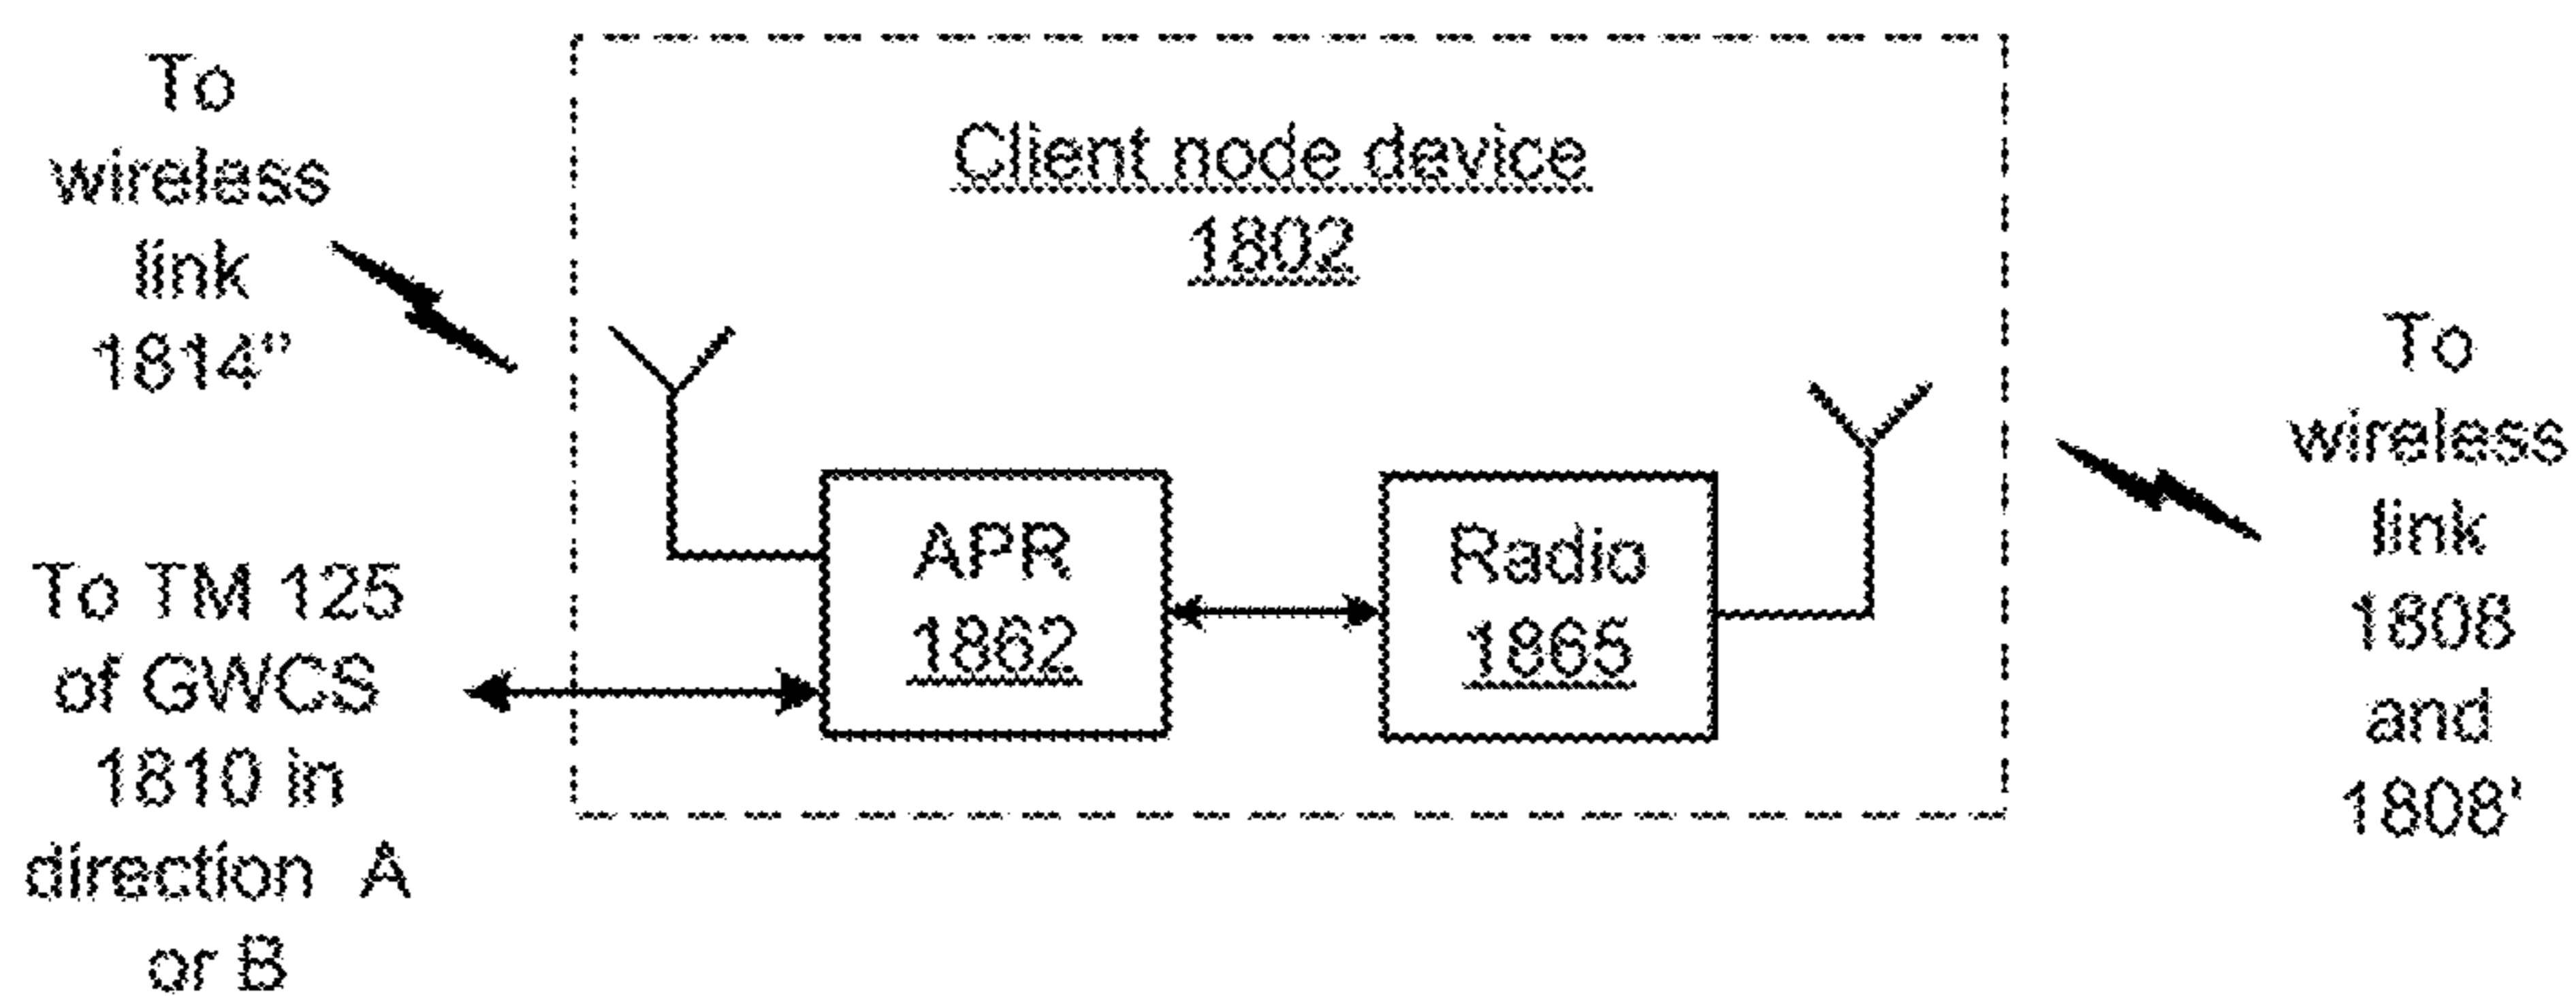 To
wireless
link
1814"
To TM 125
of GWCS
1810 in
direction A
or B
Client node device
1802
APR
1862
Radio
1865
To
wireless
link
1808
and
1808'